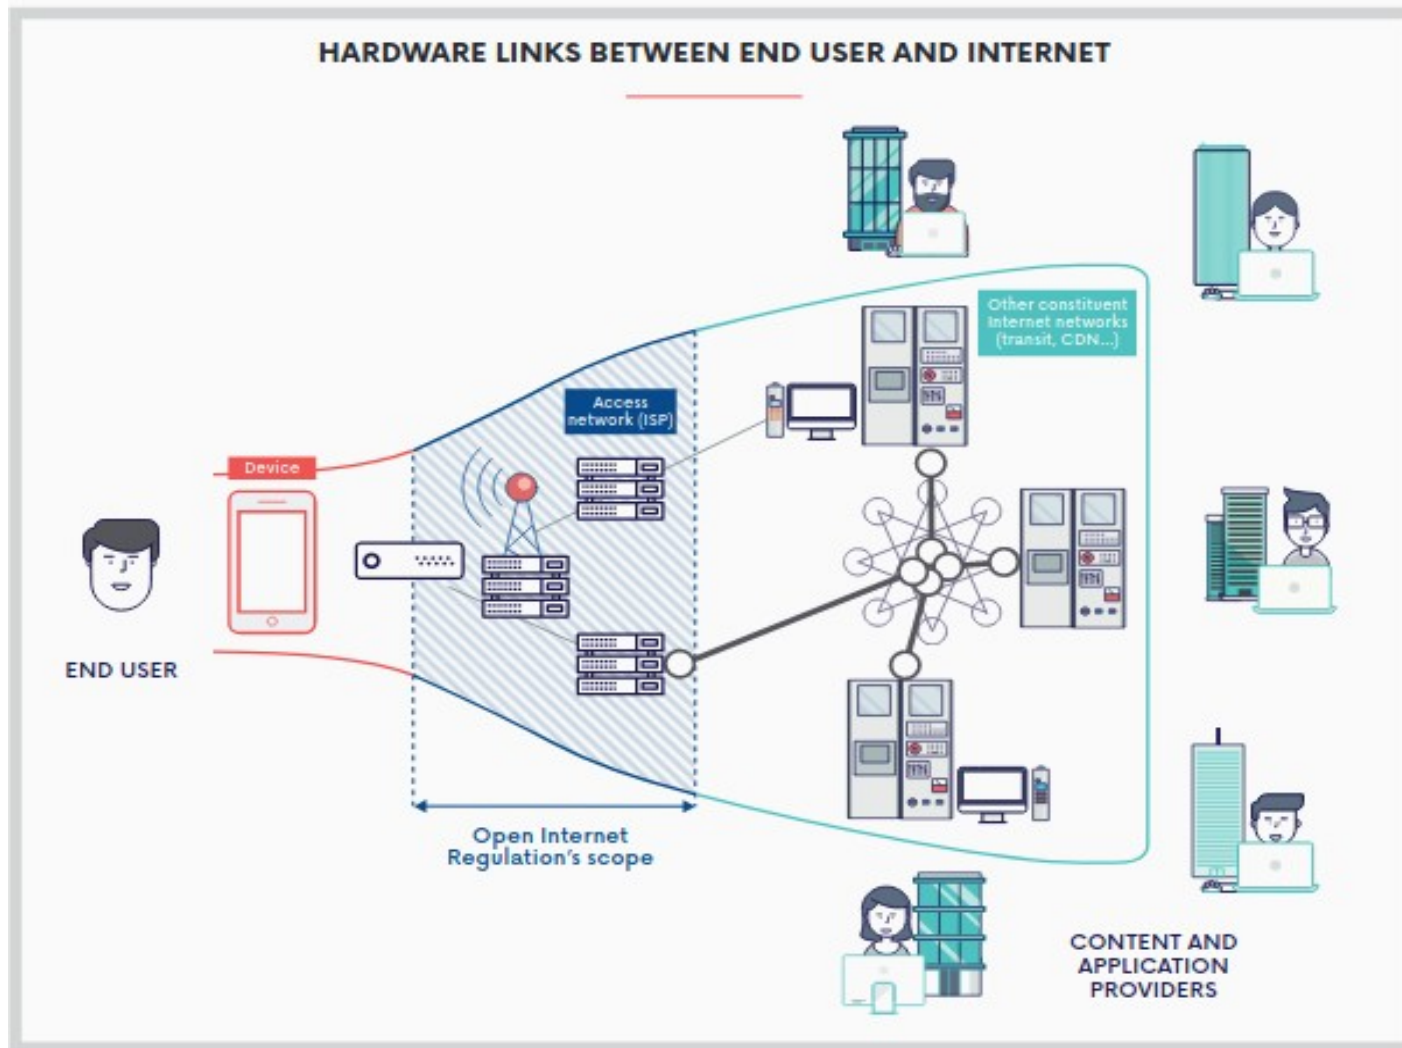 HARDWARE LINKS BETWEEN END USER AND INTERNET
Other constituent
Internet networks
(transit, CDN...)
Access
network (ISP)
Device
END USER
Open Internet
Regulation's scope
CONTENT AND
APPLICATION
PROVIDERS